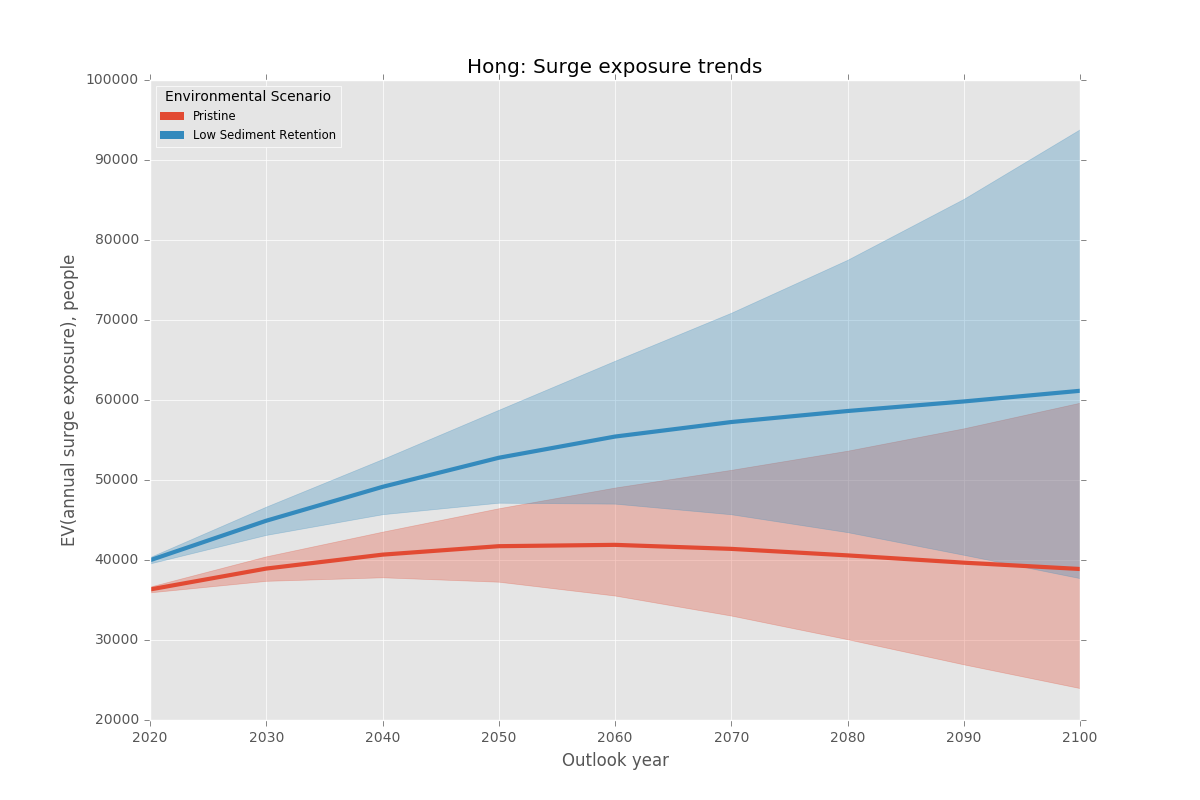 Hong: Surge exposure trends
Environmental Scenario
Pristine
Low Sediment Retention
EV(annual surge exposure), people
100000
90000
80000
70000
60000
50000
40000
30000
20000
2020 2030 2040 2050 2060 2070 2080 2090 2100
Outlook year